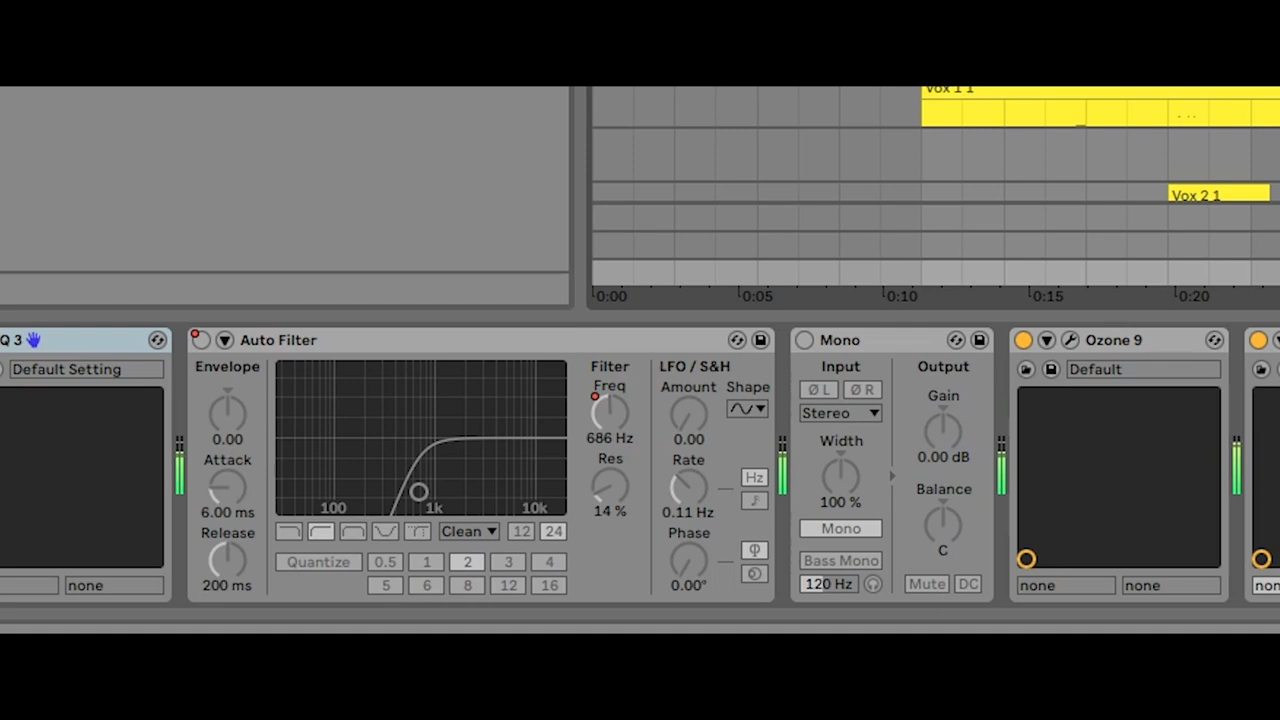 Vox 1 1
Vox 2 1
0:00 0:05 0:10 0:15 0:20
Q 3
Default Setting
none
Auto Filter
Envelope
0.00
Attack
6.00 ms
Release
200 ms
100 1k 10k
Clean 12 24
Quantize 0.5 1 2 3 4
5 6 8 12 16
Filter
Freq
686 Hz
Res
14 %
LFO / S&H
Amount Shape
0.00
Rate
Hz
0.11 Hz
Phase
φ
0.00°
Mono
Input
Ø L Ø R
Stereo
Width
100 %
Mono
Bass Mono
120 Hz
Output
Gain
0.00 dB
Balance
C
Mute DC
Ozone 9
Default
none none
non